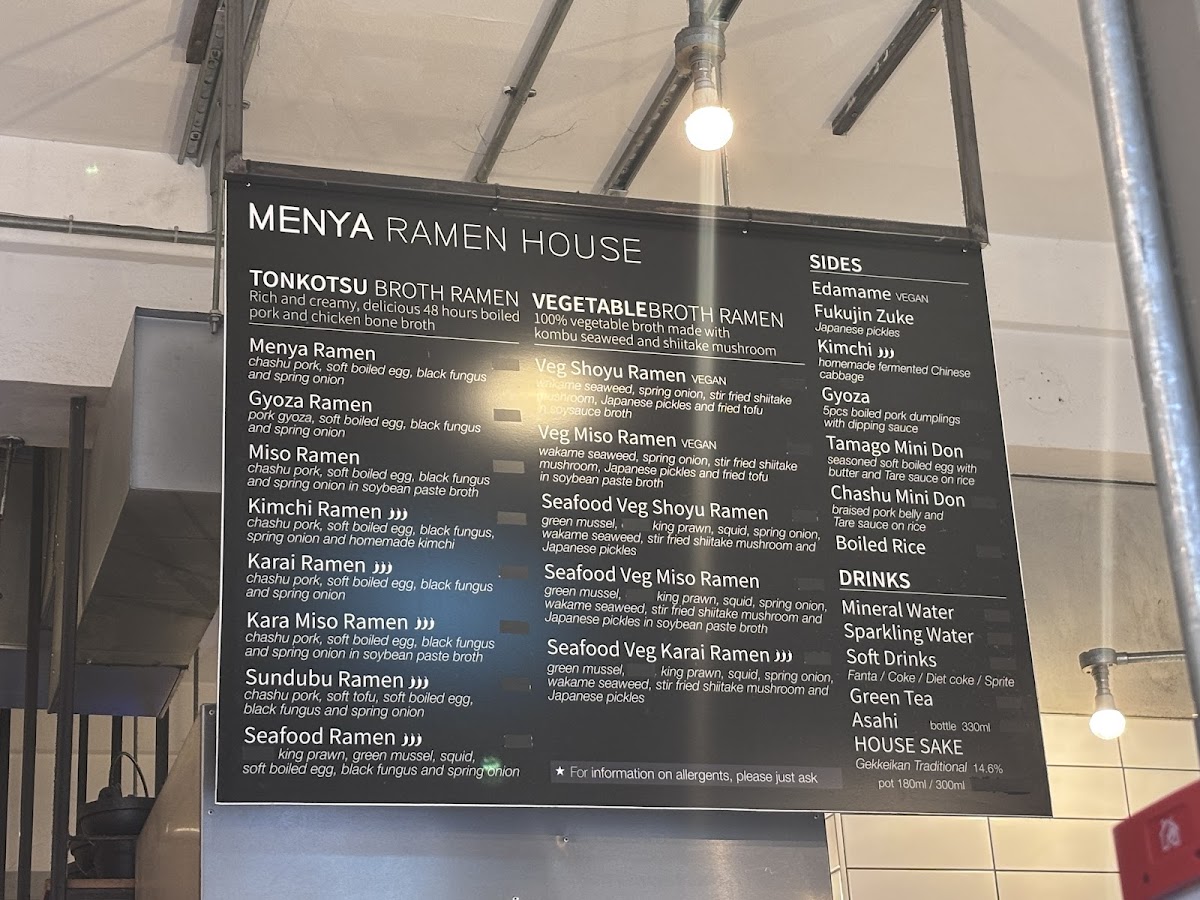 MENYA RAMEN HOUSE
TONKOTSU BROTH RAMEN
Rich and creamy, delicious 48 hours boiled
pork and chicken bone broth
Menya Ramen
chashu pork, soft boiled egg, black fungus
and spring onion
Gyoza Ramen
pork gyoza, soft boiled egg, black fungus
and spring onion
Miso Ramen
chashu pork, soft boiled egg, black fungus
and spring onion in soybean paste broth
Kimchi Ramen
chashu pork, soft boiled egg, black fungus,
spring onion and homemade kimchi
Karai Ramen
chashu pork, soft boiled egg, black fungus
and spring onion
Kara Miso Ramen
chashu pork, soft boiled egg, black fungus
and spring onion in soybean paste broth
Sundubu Ramen
chashu pork, soft tofu, soft boiled egg,
black fungus and spring onion
Seafood Ramen
king prawn, green mussel, squid,
soft boiled egg, black fungus and spring onion
VEGETABLE BROTH RAMEN
100% vegetable broth made with
kombu seaweed and shiitake mushroom
Veg Shoyu Ramen VEGAN
wakame seaweed, spring onion, stir fried shiitake
mushroom, Japanese pickles and fried tofu
in soysauce broth
Veg Miso Ramen VEGAN
wakame seaweed, spring onion, stir fried shiitake
mushroom, Japanese pickles and fried tofu
in soybean paste broth
Seafood Veg Shoyu Ramen
green mussel, king prawn, squid, spring onion,
wakame seaweed, stir fried shiitake mushroom and
Japanese pickles
Seafood Veg Miso Ramen
green mussel, king prawn, squid, spring onion,
wakame seaweed, stir fried shiitake mushroom and
Japanese pickles in soybean paste broth
Seafood Veg Karai Ramen
green mussel, king prawn, squid, spring onion,
wakame seaweed, stir fried shiitake mushroom and
Japanese pickles
★ For information on allergents, please just ask
SIDES
Edamame VEGAN
Fukujin Zuke
Japanese pickles
Kimchi
homemade fermented Chinese
cabbage
Gyoza
5pcs boiled pork dumplings
with dipping sauce
Tamago Mini Don
seasoned soft boiled egg with
butter and Tare sauce on rice
Chashu Mini Don
braised pork belly and
Tare sauce on rice
Boiled Rice
DRINKS
Mineral Water
Sparkling Water
Soft Drinks
Fanta / Coke / Diet coke / Sprite
Green Tea
Asahi bottle 330ml
HOUSE SAKE
Gekkeikan Traditional 14.6%
pot 180ml / 300ml